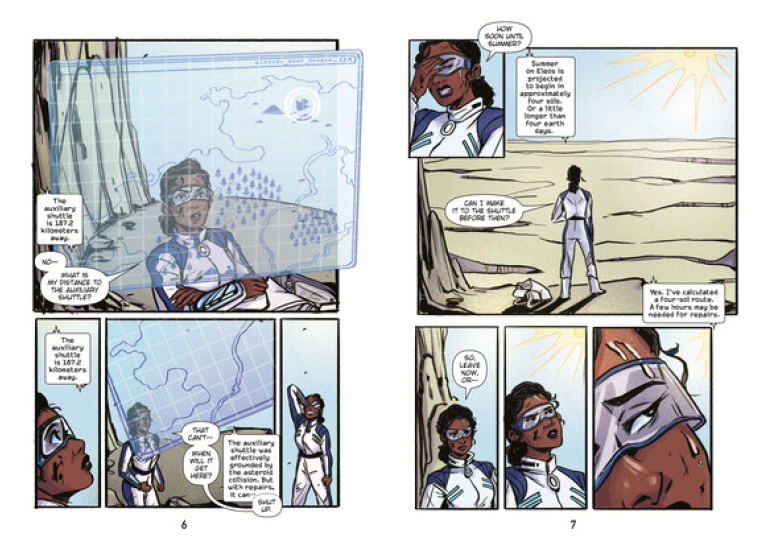 The
auxiliary
shuttle
is 187.2
kilometers
away.
NO—
WHAT IS
MY DISTANCE TO
THE AUXILIARY
SHUTTLE?
The
auxiliary
shuttle
is 187.2
kilometers
away.
THAT
CAN'T—
WHEN WILL IT
GET
HERE?
The auxiliary
shuttle was
effectively
grounded by
the asteroid
collision. But
with repairs,
it can
SHUT
UP.
6
HOW
SOON UNTIL
SUMMER?
Summer
on Eleos is
projected
to begin in
approximately
four sols.
Or a little
longer than
four earth
days.
CAN I MAKE
IT TO THE SHUTTLE
BEFORE THEN?
Yes. I've calculated
a four-sol route.
A few hours may be
needed for repairs.
SO,
LEAVE
NOW,
OR—
7